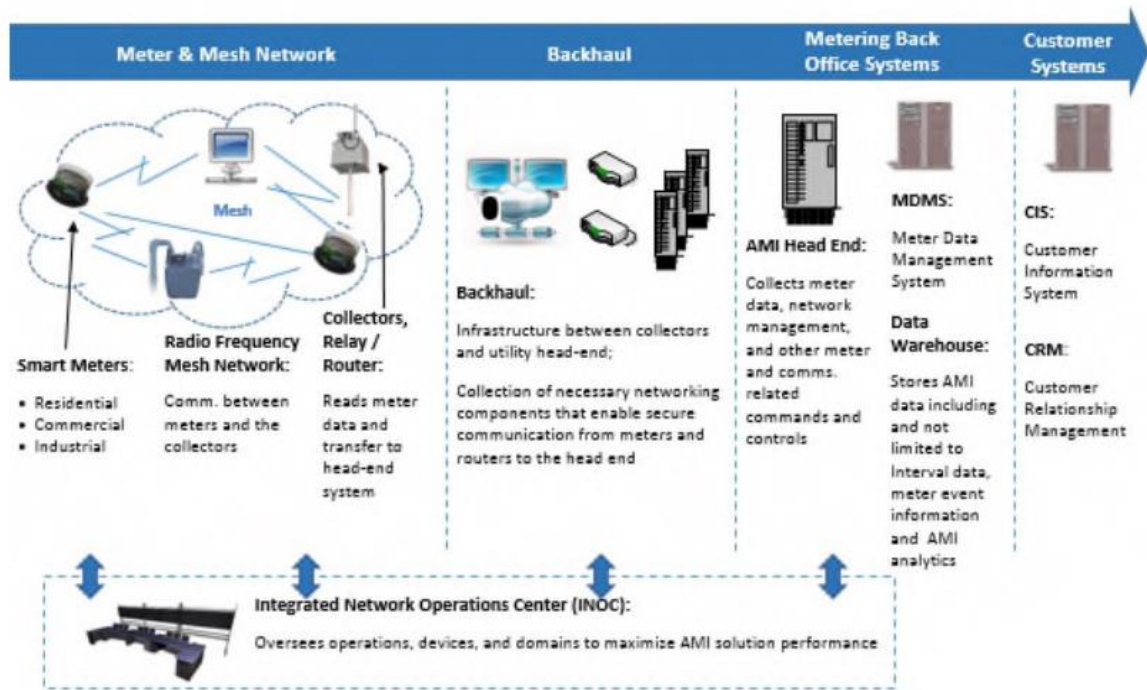 Meter & Mesh Network
Backhaul
Metering Back
Office Systems
Customer
Systems
Mesh
Smart Meters:
• Residential
• Commercial
• Industrial
Radio Frequency
Mesh Network:
Comm. between
meters and the
collectors
Collectors,
Relay /
Router:
Reads meter
data and
transfer to
head-end
system
Backhaul:
Infrastructure between collectors
and utility head-end;
Collection of necessary networking
components that enable secure
communication from meters and
routers to the head end
AMI Head End:
Collects meter
data, network
management,
and other meter
and comms.
related
commands and
controls
MDMS:
Meter Data
Management
System
Data
Warehouse:
Stores AMI
data including
and not
limited to
Interval data,
meter event
information
and AMI
analytics
CIS:
Customer
Information
System
CRM:
Customer
Relationship
Management
Integrated Network Operations Center (INOC):
Oversees operations, devices, and domains to maximize AMI solution performance